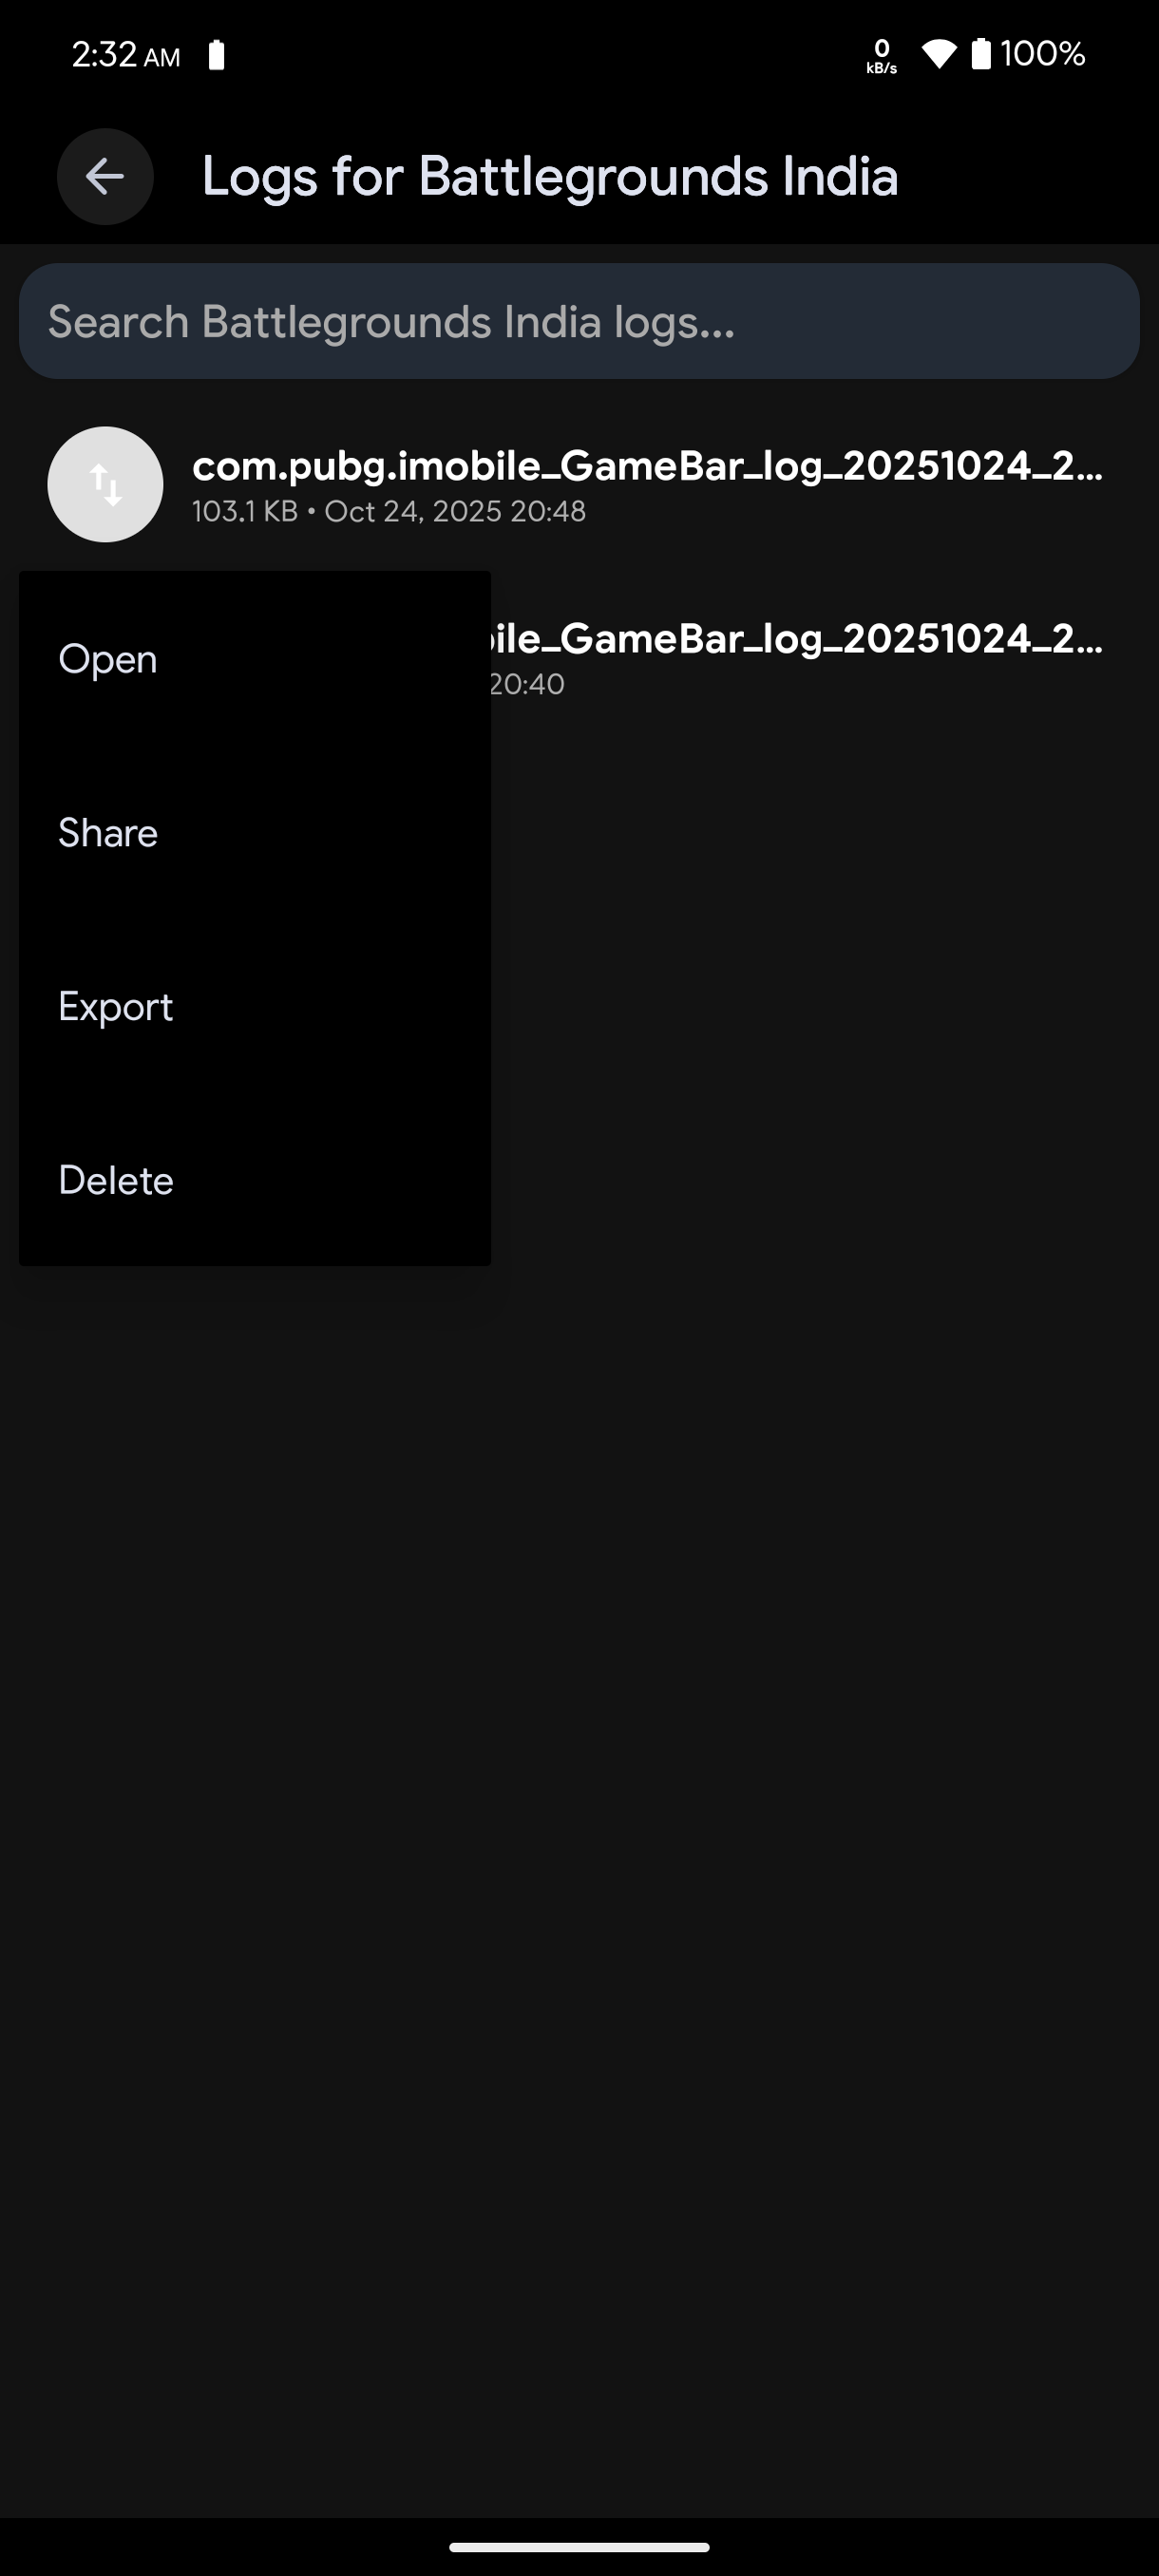 2:32 AM
0
kB/s
100%
Logs for Battlegrounds India
Search Battlegrounds India logs...
com.pubg.imobile_GameBar_log_20251024_2...
103.1 KB • Oct 24, 2025 20:48
ile_GameBar_log_20251024_2...
20:40
Open
Share
Export
Delete